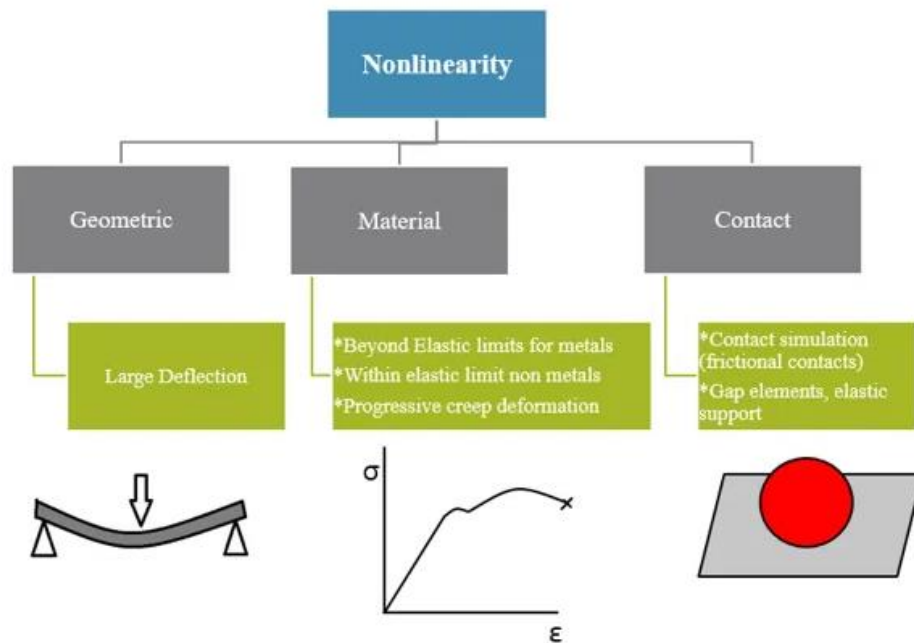 Nonlinearity
Geometric
Material
Contact
Large Deflection
*Beyond Elastic limits for metals
*Within elastic limit non metals
*Progressive creep deformation
*Contact simulation
(frictional contacts)
*Gap elements, elastic
support
σ
ε